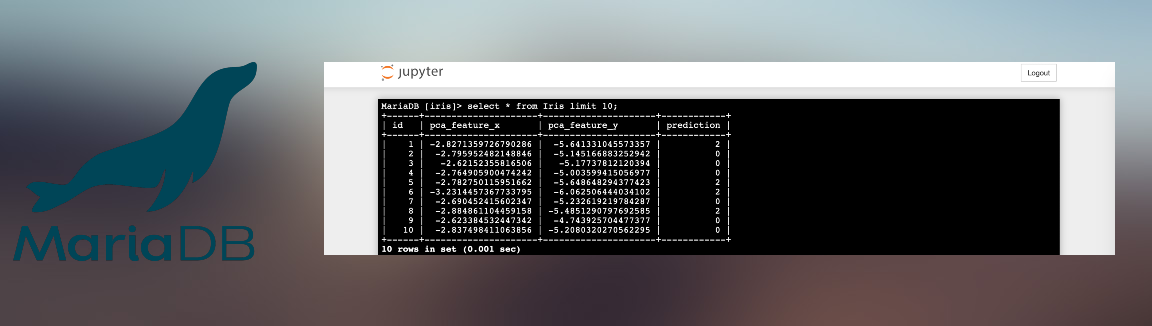 MariaDB
jupyter
Logout
MariaDB [iris]> select * from Iris limit 10;
+------+--------------------+--------------------+------------+
| id | pca_feature_x | pca_feature_y | prediction |
+------+--------------------+--------------------+------------+
| 1 | -2.8271359726790286 | -5.641331045573357 | 2 |
| 2 | -2.795952482148846 | -5.145166883252942 | 0 |
| 3 | -2.62152355816506 | -5.17737812120394 | 0 |
| 4 | -2.764905900474242 | -5.003599415056977 | 0 |
| 5 | -2.782750115951662 | -5.648648294377423 | 2 |
| 6 | -3.2314457367733795 | -6.062506444034102 | 2 |
| 7 | -2.690452415602347 | -5.232619219784287 | 0 |
| 8 | -2.884861104459158 | -5.4851290797692585 | 2 |
| 9 | -2.623384532447342 | -4.743925704477377 | 0 |
| 10 | -2.837498411063856 | -5.2080320270562295 | 0 |
+------+--------------------+--------------------+------------+
10 rows in set (0.001 sec)